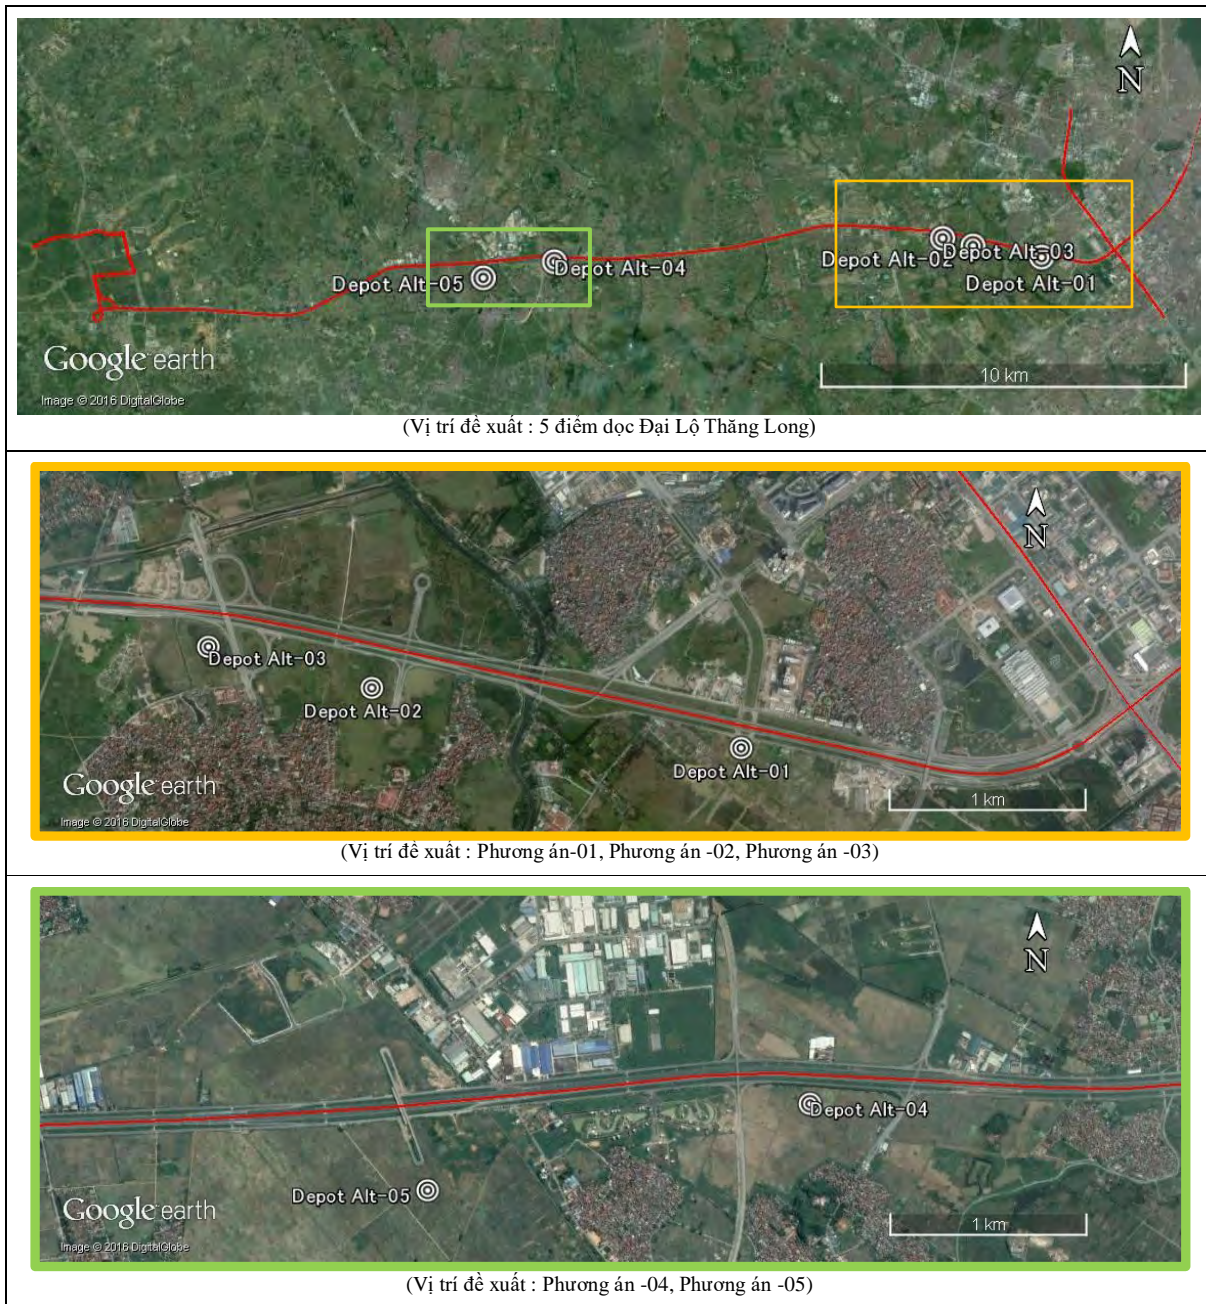 N
Depot Alt-05
Depot Alt-04
Depot Alt-02
Depot Alt-03
Depot Alt-01
Google earth
10 km
Image © 2016 DigitalGlobe
(Vị trí đề xuất : 5 điểm dọc Đại Lộ Thăng Long)
N
Depot Alt-03
Depot Alt-02
Depot Alt-01
Google earth
1 km
Image © 2016 DigitalGlobe
(Vị trí đề xuất : Phương án-01, Phương án -02, Phương án -03)
N
Depot Alt-04
Depot Alt-05
Google earth
1 km
Image © 2016 DigitalGlobe
(Vị trí đề xuất : Phương án -04, Phương án -05)